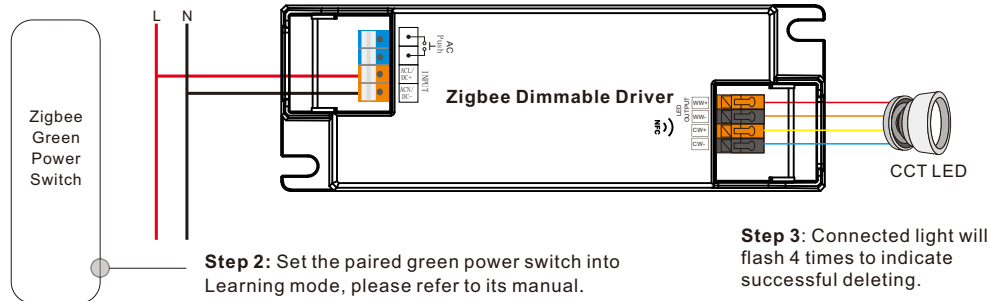 L N
Zigbee
Green
Power
Switch
AC
Push
ACL/
DC+
ACN/
DC-
INPUT
Zigbee Dimmable Driver
NFC
LED
OUTPUT
WW+
WW-
CW+
CW-
CCT LED
Step 2: Set the paired green power switch into
Learning mode, please refer to its manual.
Step 3: Connected light will
flash 4 times to indicate
successful deleting.